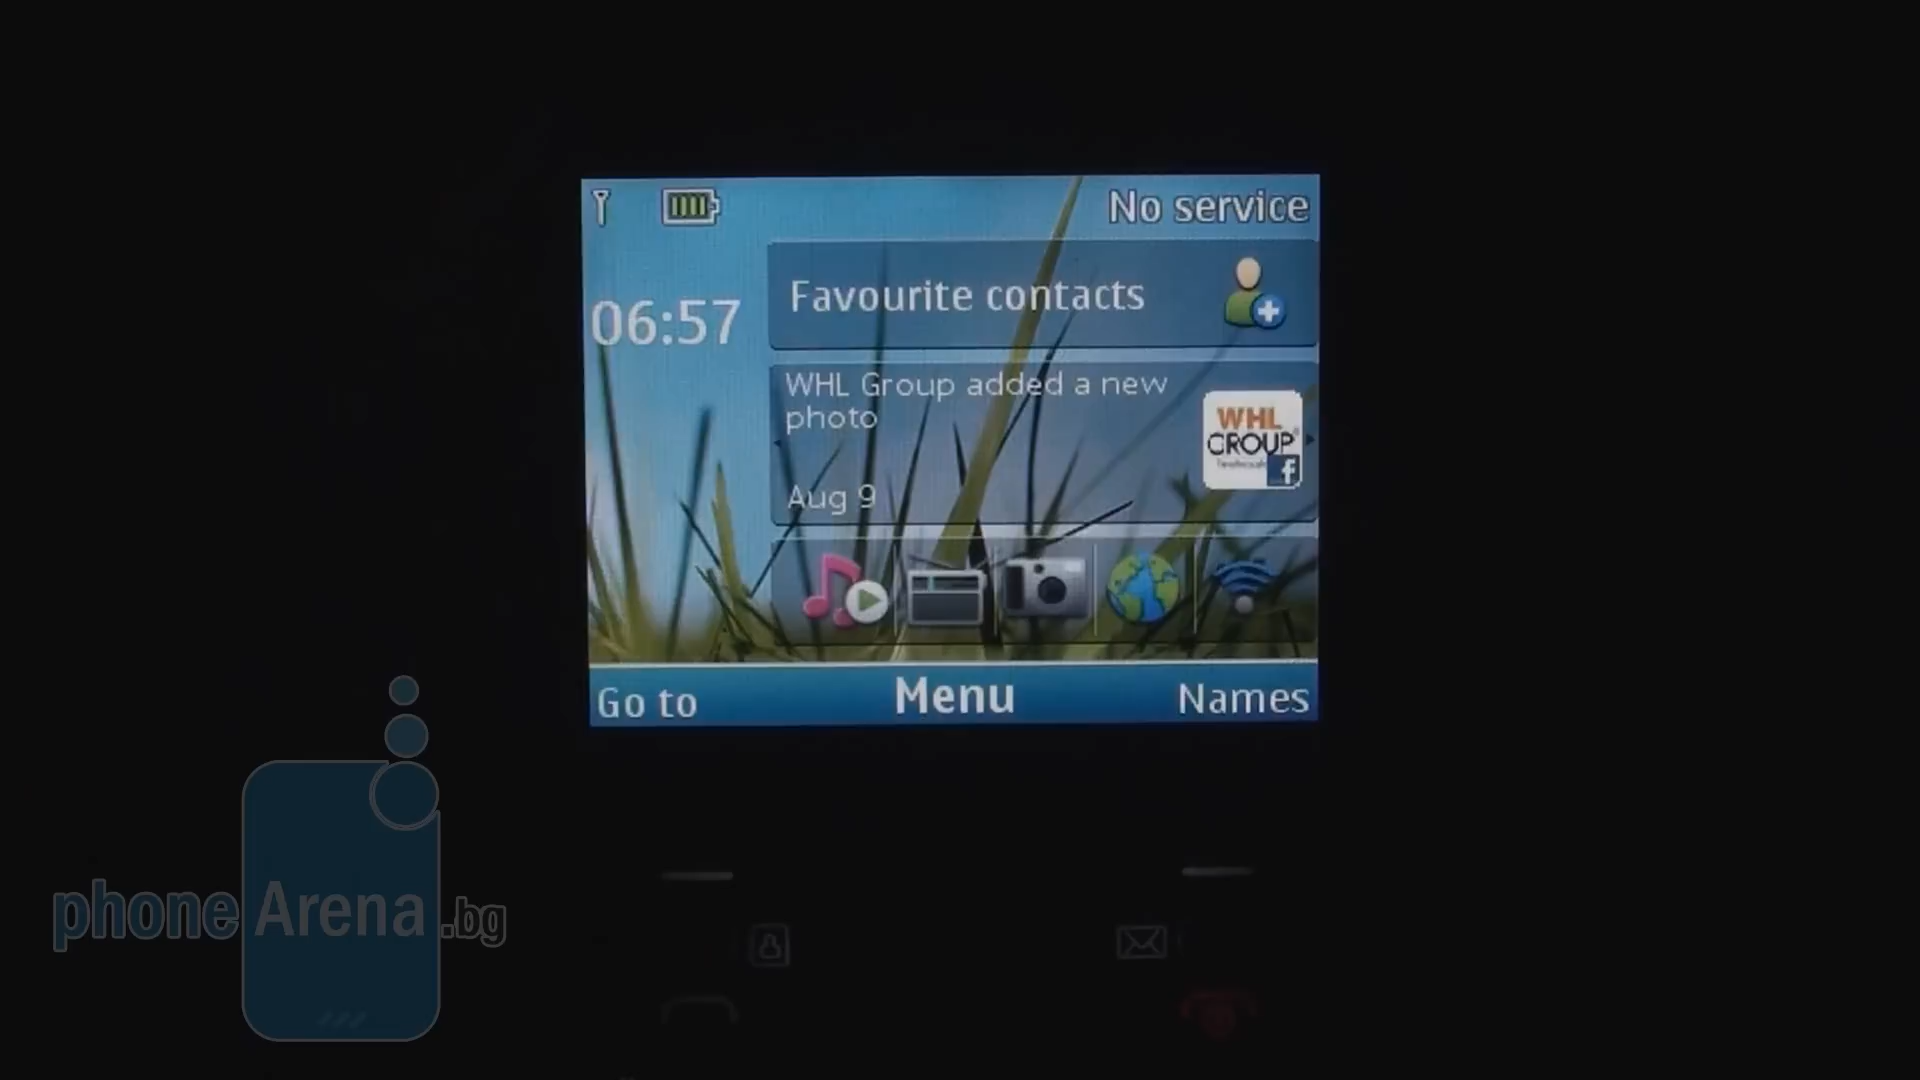 No service
06:57
Favourite contacts
WHL Group added a new
photo
Aug 9
WHL
GROUP
f
Go to
Menu
Names
phoneArena.bg